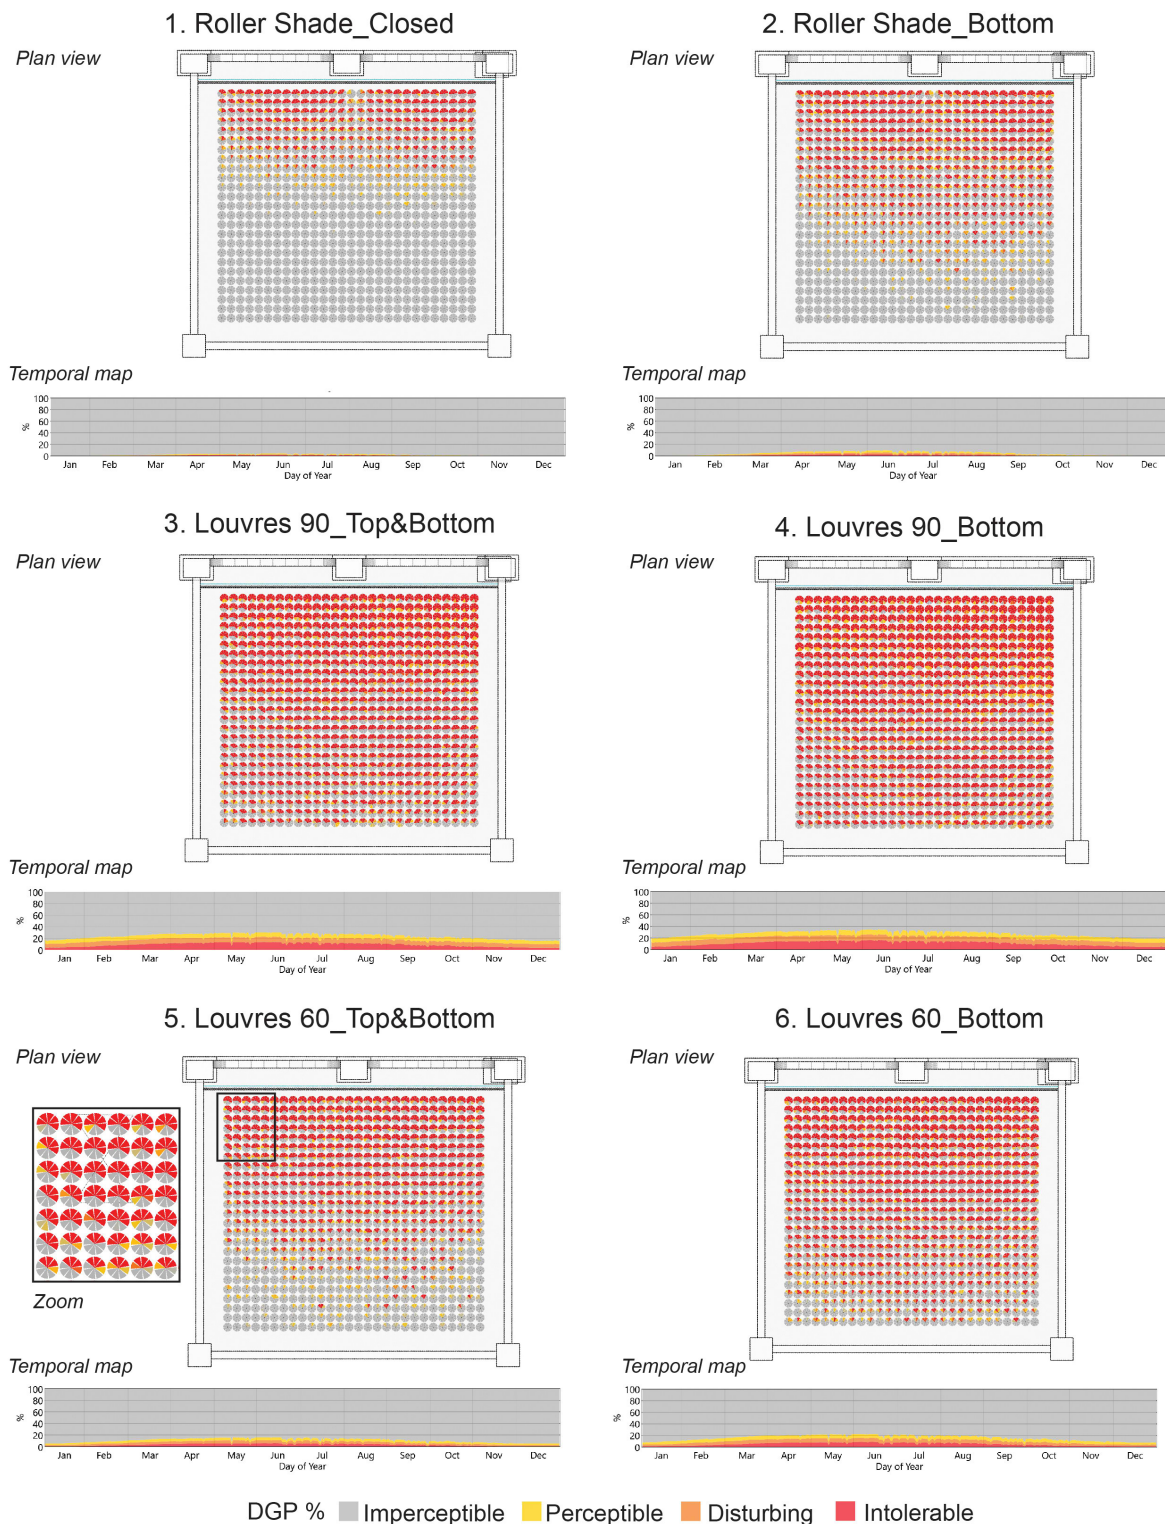 1. Roller Shade_Closed
2. Roller Shade_Bottom
Plan view
Plan view
Temporal map
Temporal map
100
80
60
40
20
0
%
Jan Feb Mar Apr May Jun Jul Aug Sep Oct Nov Dec
Day of Year
100
80
60
40
20
0
%
Jan Feb Mar Apr May Jun Jul Aug Sep Oct Nov Dec
Day of Year
3. Louvres 90_Top&Bottom
4. Louvres 90_Bottom
Plan view
Plan view
Temporal map
Temporal map
100
80
60
40
20
0
%
Jan Feb Mar Apr May Jun Jul Aug Sep Oct Nov Dec
Day of Year
100
80
60
40
20
0
%
Jan Feb Mar Apr May Jun Jul Aug Sep Oct Nov Dec
Day of Year
5. Louvres 60_Top&Bottom
6. Louvres 60_Bottom
Plan view
Plan view
Zoom
Temporal map
Temporal map
100
80
60
40
20
0
%
Jan Feb Mar Apr May Jun Jul Aug Sep Oct Nov Dec
Day of Year
100
80
60
40
20
0
%
Jan Feb Mar Apr May Jun Jul Aug Sep Oct Nov Dec
Day of Year
DGP % Imperceptible Perceptible Disturbing Intolerable